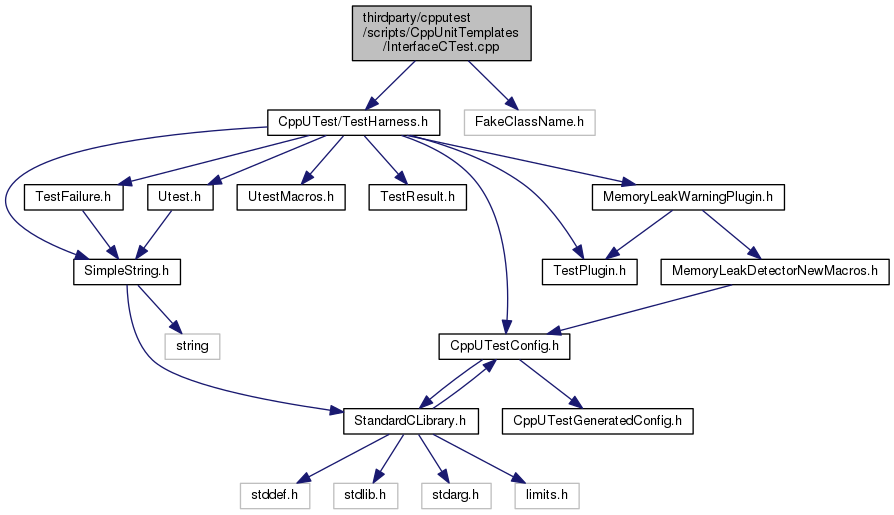 thirdparty/cpputest
/scripts/CppUnitTemplates
/InterfaceCTest.cpp
CppUTest/TestHarness.h
FakeClassName.h
TestFailure.h
Utest.h
UtestMacros.h
TestResult.h
MemoryLeakWarningPlugin.h
SimpleString.h
TestPlugin.h
MemoryLeakDetectorNewMacros.h
string
CppUTestConfig.h
StandardCLibrary.h
CppUTestGeneratedConfig.h
stddef.h
stdlib.h
stdarg.h
limits.h